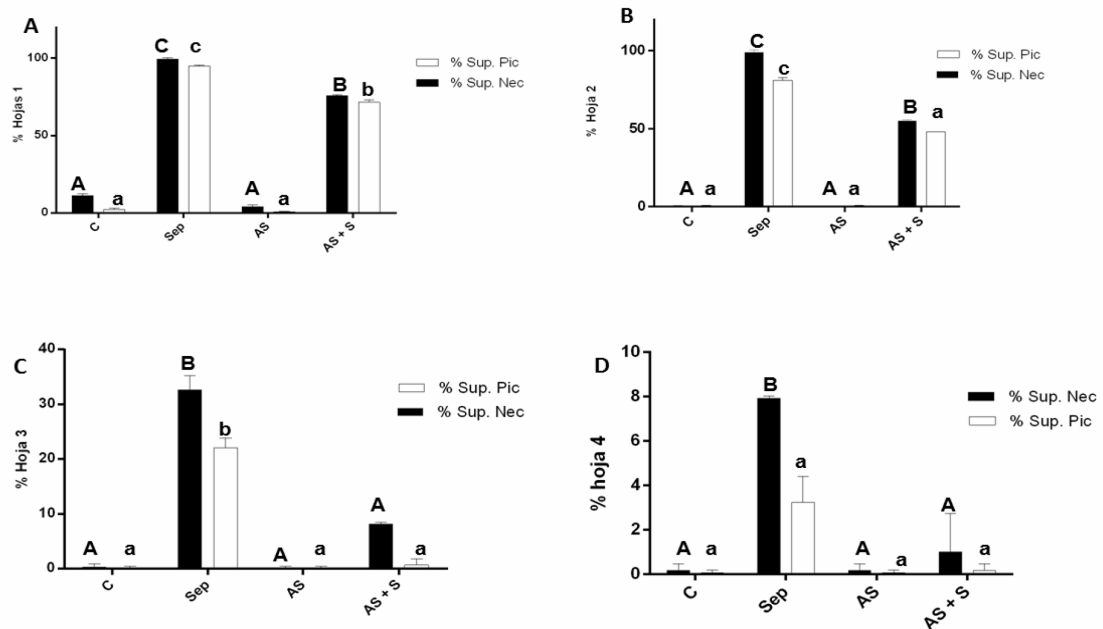 A
% Hojas 1
100
50
0
A a C c A a B b
% Sup. Pic
% Sup. Nec
C Sep AS AS + S
B
% Hoja 2
100
50
0
A a C c A a B a
% Sup. Pic
% Sup. Nec
C Sep AS AS + S
C
% Hoja 3
40
30
20
10
0
A a B b A a A a
% Sup. Pic
% Sup. Nec
C Sep AS AS + S
D
% hoja 4
10
8
6
4
2
0
A a B a A a A a
% Sup. Nec
% Sup. Pic
C Sep AS AS + S